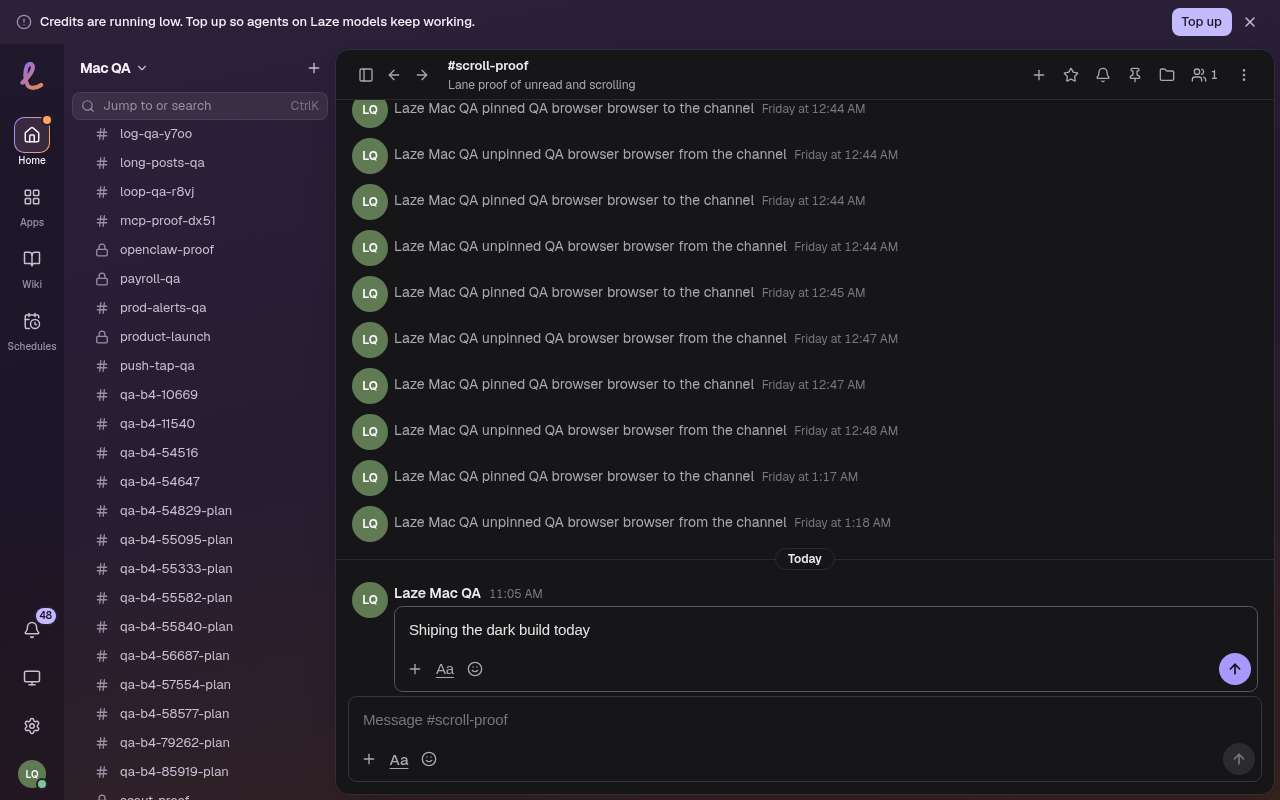 Credits are running low. Top up so agents on Laze models keep working.
Top up
Mac QA
Jump to or search
CtrlK
Home
Apps
Wiki
Schedules
48
LQ
log-qa-y7oo
long-posts-qa
loop-qa-r8vj
mcp-proof-dx51
openclaw-proof
payroll-qa
prod-alerts-qa
product-launch
push-tap-qa
qa-b4-10669
qa-b4-11540
qa-b4-54516
qa-b4-54647
qa-b4-54829-plan
qa-b4-55095-plan
qa-b4-55333-plan
qa-b4-55582-plan
qa-b4-55840-plan
qa-b4-56687-plan
qa-b4-57554-plan
qa-b4-58577-plan
qa-b4-79262-plan
qa-b4-85919-plan
#scroll-proof
Lane proof of unread and scrolling
1
LQ Laze Mac QA pinned QA browser browser to the channel Friday at 12:44 AM
LQ Laze Mac QA unpinned QA browser browser from the channel Friday at 12:44 AM
LQ Laze Mac QA pinned QA browser browser to the channel Friday at 12:44 AM
LQ Laze Mac QA unpinned QA browser browser from the channel Friday at 12:44 AM
LQ Laze Mac QA pinned QA browser browser to the channel Friday at 12:45 AM
LQ Laze Mac QA unpinned QA browser browser from the channel Friday at 12:47 AM
LQ Laze Mac QA pinned QA browser browser to the channel Friday at 12:47 AM
LQ Laze Mac QA unpinned QA browser browser from the channel Friday at 12:48 AM
LQ Laze Mac QA pinned QA browser browser to the channel Friday at 1:17 AM
LQ Laze Mac QA unpinned QA browser browser from the channel Friday at 1:18 AM
Today
LQ Laze Mac QA 11:05 AM
Shiping the dark build today
Aa
Message #scroll-proof
Aa